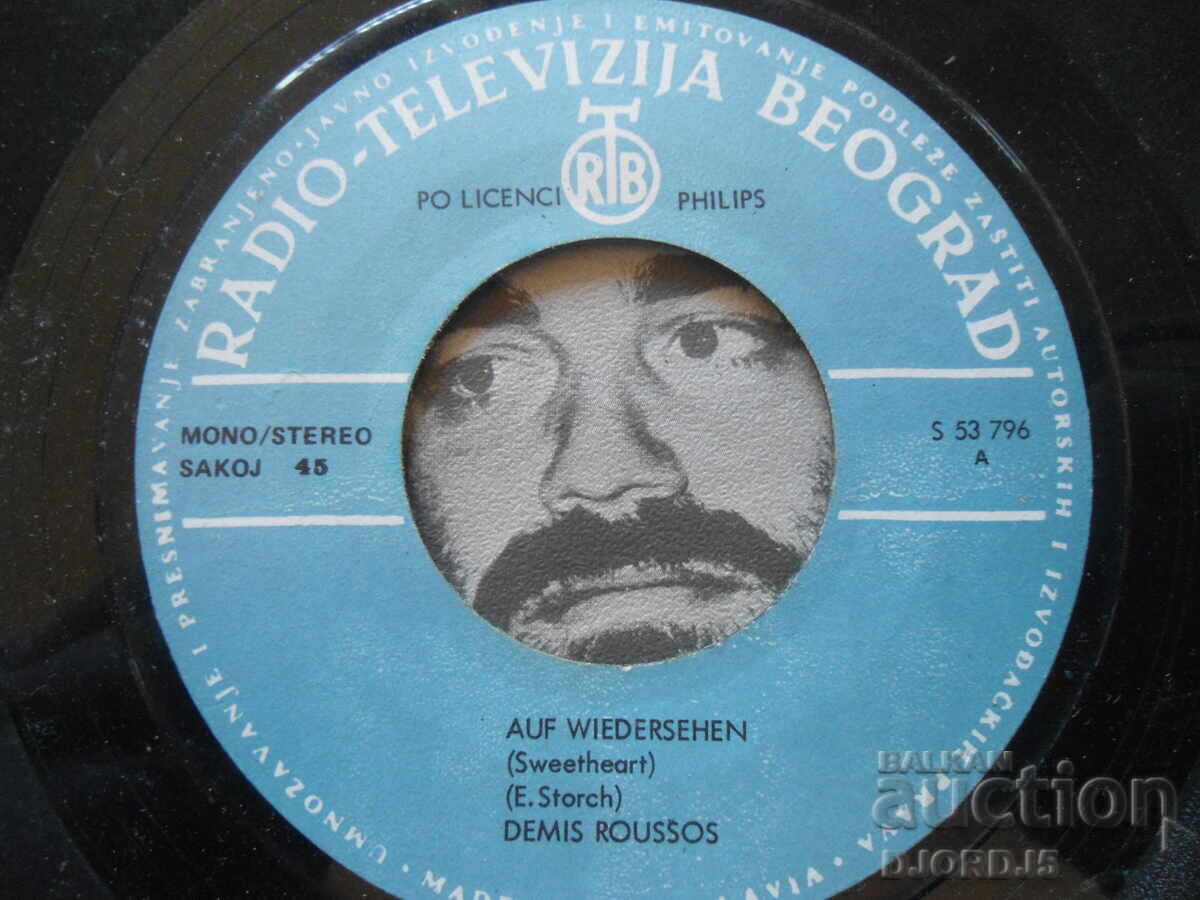 UMNOŽAVANJE I PRESNIMAVANJE ZABRANJENO · JAVNO IZVOĐENJE I EMITOVANJE PODLEŽE ZAŠTITI AUTORSKIH I IZVOĐAČKIH
RADIO-TELEVIZIJA BEOGRAD
RTB
PO LICENCI PHILIPS
MONO/STEREO
SAKOJ 45
S 53 796
A
AUF WIEDERSEHEN
(Sweetheart)
(E. Storch)
DEMIS ROUSSOS
BALKAN
auction
DJORDJ5